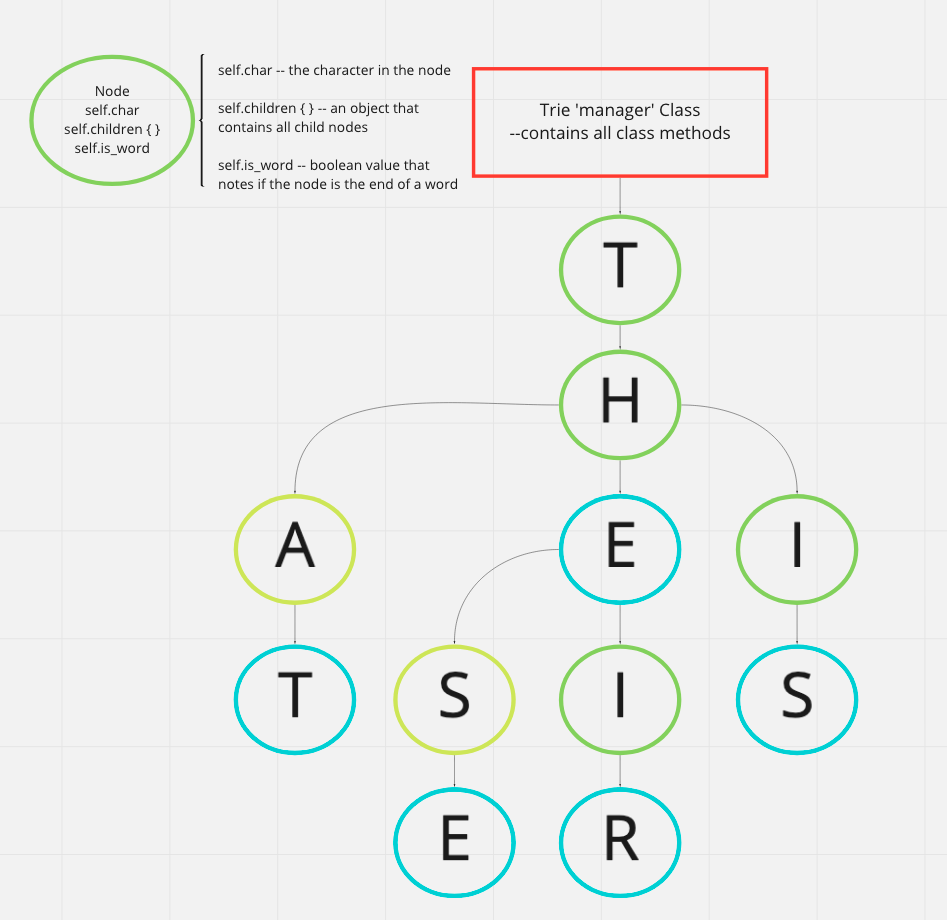 Node
self.char
self.children { }
self.is_word
self.char -- the character in the node
self.children { } -- an object that
contains all child nodes
self.is_word -- boolean value that
notes if the node is the end of a word
Trie 'manager' Class
--contains all class methods
T
H
A
E
I
T
S
I
S
E
R